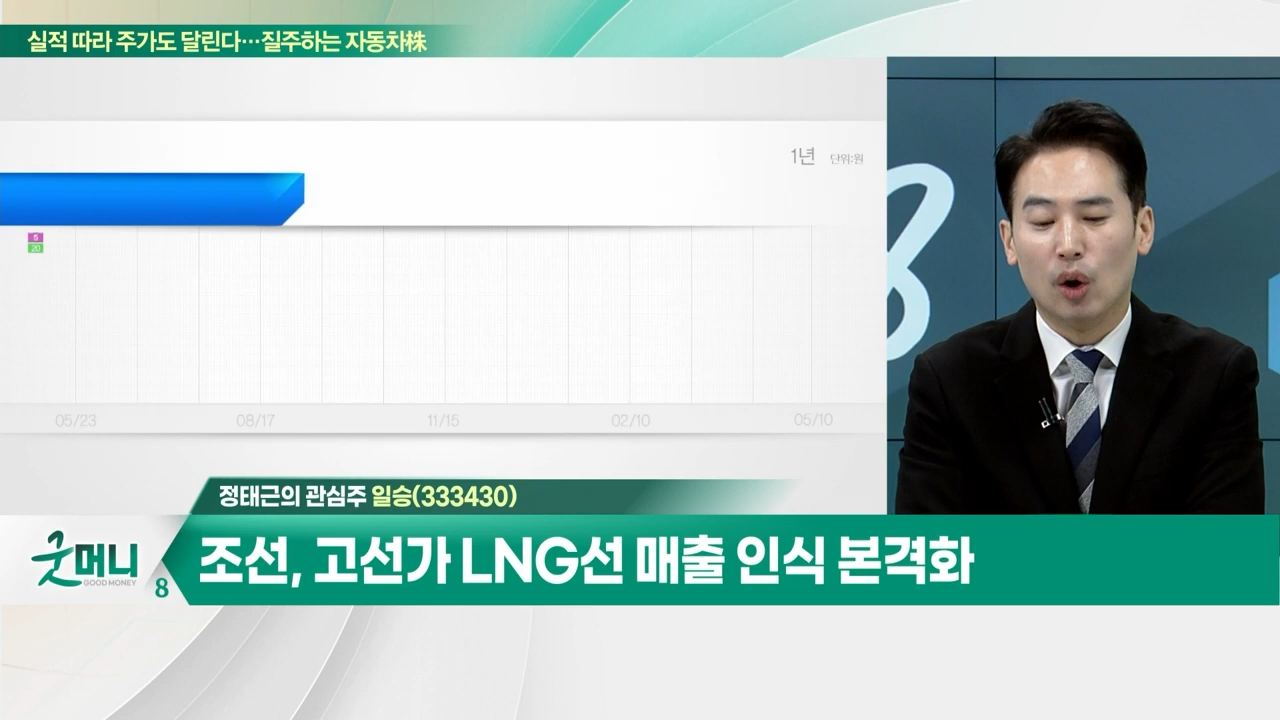 실적 따라 주가도 달린다…질주하는 자동차株
1년 단위:원
5
20
05/23 08/17 11/15 02/10 05/10
정태근의 관심주 일승(333430)
굿머니
GOOD MONEY
8
조선, 고선가 LNG선 매출 인식 본격화